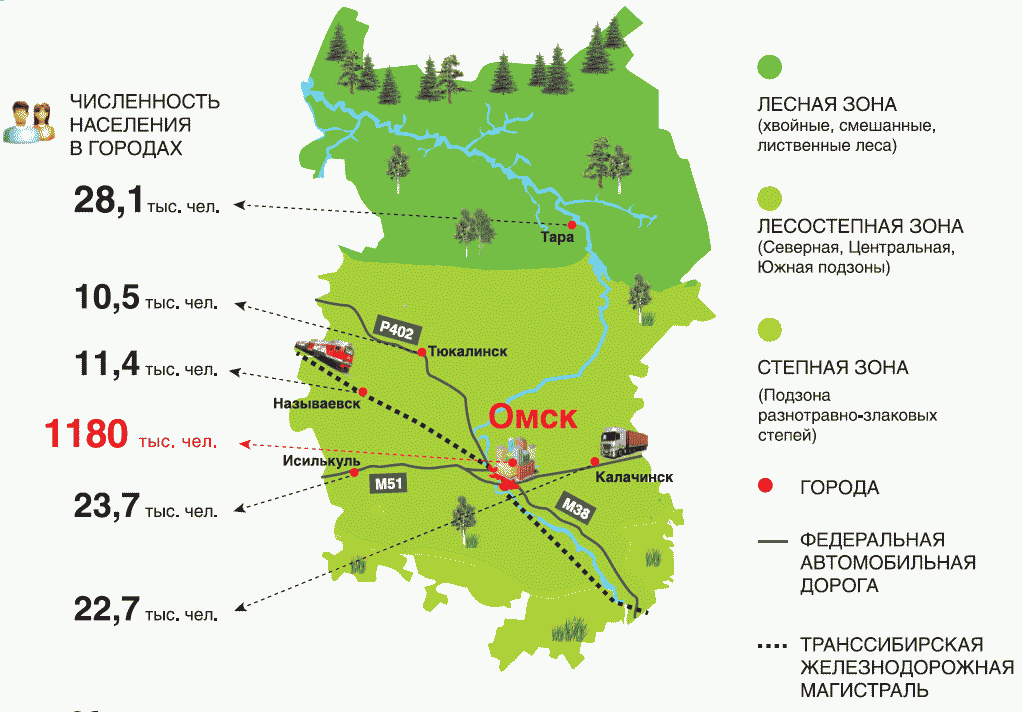 ЧИСЛЕННОСТЬ
НАСЕЛЕНИЯ
В ГОРОДАХ
28,1 тыс. чел.
10,5 тыс. чел.
11,4 тыс. чел.
1180 тыс. чел.
23,7 тыс. чел.
22,7 тыс. чел.
Тара
Р402
Тюкалинск
Называевск
Омск
Исилькуль
М51
Калачинск
М38
ЛЕСНАЯ ЗОНА
(хвойные, смешанные,
лиственные леса)
ЛЕСОСТЕПНАЯ ЗОНА
(Северная, Центральная,
Южная подзоны)
СТЕПНАЯ ЗОНА
(Подзона
разнотравно-злаковых
степей)
ГОРОДА
ФЕДЕРАЛЬНАЯ
АВТОМОБИЛЬНАЯ
ДОРОГА
ТРАНССИБИРСКАЯ
ЖЕЛЕЗНОДОРОЖНАЯ
МАГИСТРАЛЬ